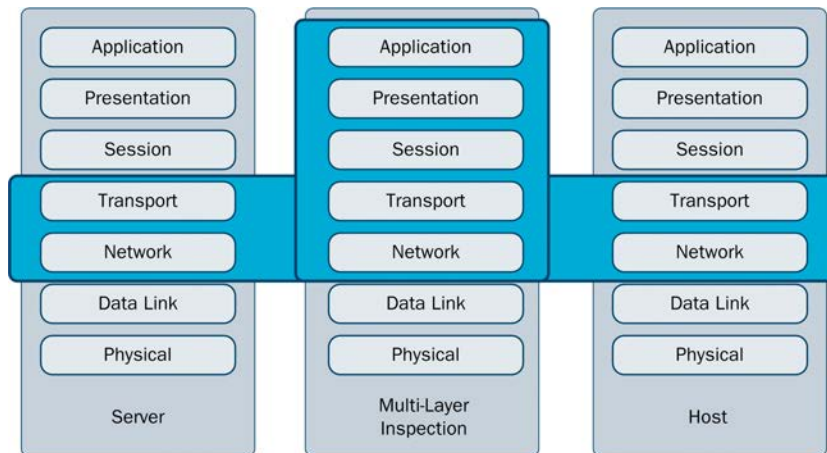 Application
Application
Application
Presentation
Presentation
Presentation
Session
Session
Session
Transport
Transport
Transport
Network
Network
Network
Data Link
Data Link
Data Link
Physical
Physical
Physical
Server
Multi-Layer
Inspection
Host